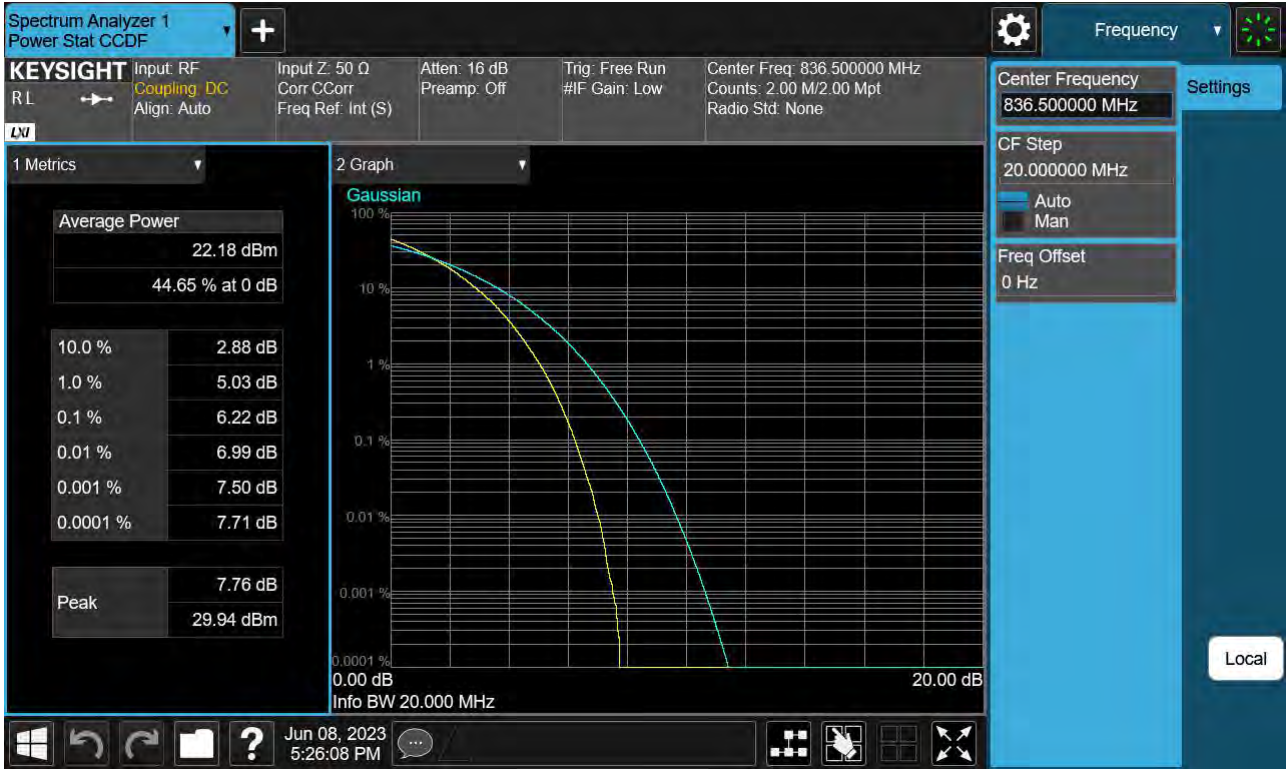 Spectrum Analyzer 1
Power Stat CCDF
Frequency
KEYSIGHT
RL
LXI
Input: RF
Coupling: DC
Align: Auto
Input Z: 50 Ω
Corr CCorr
Freq Ref: Int (S)
Atten: 16 dB
Preamp: Off
Trig: Free Run
#IF Gain: Low
Center Freq: 836.500000 MHz
Counts: 2.00 M/2.00 Mpt
Radio Std: None
Center Frequency
836.500000 MHz
Settings
CF Step
20.000000 MHz
Auto
Man
Freq Offset
0 Hz
Local
1 Metrics
Average Power
22.18 dBm
44.65 % at 0 dB
10.0 % 2.88 dB
1.0 % 5.03 dB
0.1 % 6.22 dB
0.01 % 6.99 dB
0.001 % 7.50 dB
0.0001 % 7.71 dB
Peak
7.76 dB
29.94 dBm
2 Graph
Gaussian
100 %
10 %
1 %
0.1 %
0.01 %
0.001 %
0.0001 %
0.00 dB 20.00 dB
Info BW 20.000 MHz
?
Jun 08, 2023
5:26:08 PM